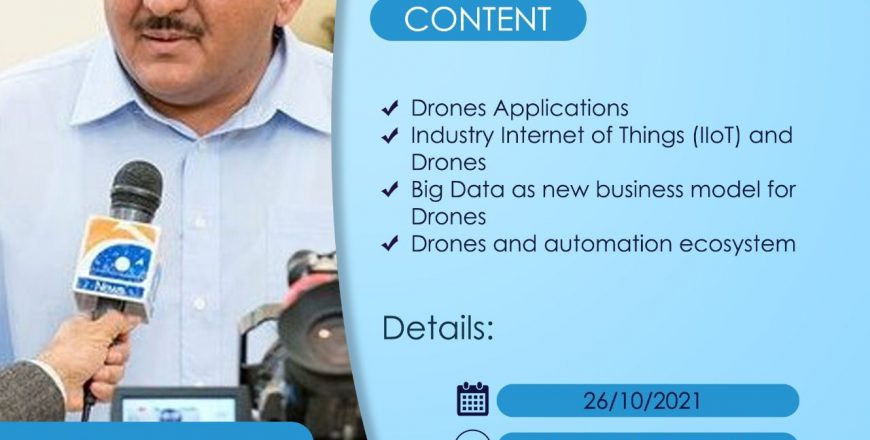 CONTENT
Drones Applications
Industry Internet of Things (IIoT) and
Drones
Big Data as new business model for
Drones
Drones and automation ecosystem
Details:
26/10/2021
News